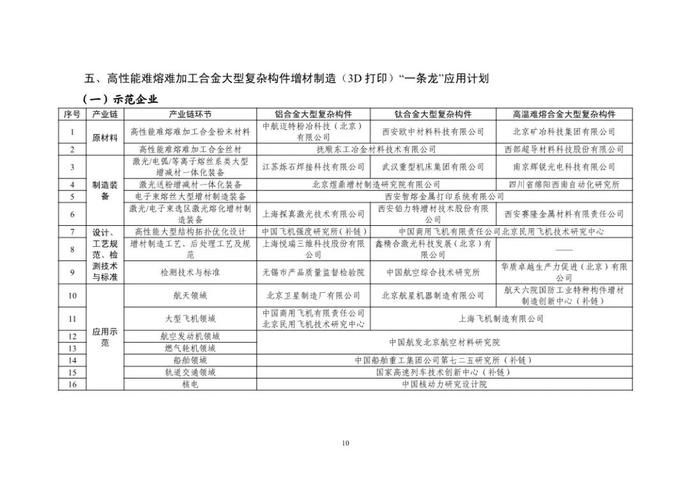 五、高性能难熔难加工合金大型复杂构件增材制造（3D 打印）“一条龙”应用计划
（一）示范企业
序号 产业链 产业链环节 铝合金大型复杂构件 钛合金大型复杂构件 高温难熔合金大型复杂构件
1 原材料 高性能难熔难加工合金粉末材料 中航迈特粉冶科技（北京）有限公司 西安欧中材料科技有限公司 北京矿冶科技集团有限公司
2 高性能难熔难加工合金丝材 抚顺东工冶金材料技术有限公司 西部超导材料科技股份有限公司
3 制造装备 激光/电弧/等离子熔丝系类大型增减材一体化装备 江苏烁石焊接科技有限公司 武汉重型机床集团有限公司 南京辉锐光电科技有限公司
4 激光送粉增减材一体化装备 北京煜鼎增材制造研究院有限公司 四川省绵阳西南自动化研究所
5 电子束熔丝大型增材制造装备 西安智熔金属打印系统有限公司
6 激光/电子束选区激光熔化增材制造装备 上海探真激光技术有限公司 西安铂力特增材技术股份有限公司 西安赛隆金属材料有限责任公司
7 设计、工艺规范、检测技术与标准 高性能大型结构拓扑优化设计 中国飞机强度研究所 中国商用飞机有限责任公司北京民用飞机技术研究中心
8 增材制造工艺、后处理工艺及规范 上海悦瑞三维科技股份有限公司 鑫精合激光科技发展（北京）有限公司 ——
9 检测技术与标准 无锡市产品质量监督检验院 中国航空综合技术研究所 华质卓越生产力促进（北京）有限公司
10 应用示范 航天领域 北京卫星制造厂有限公司 北京航星机器制造有限公司 航天六院国防工业特种构件增材制造创新中心（补链）
11 大型飞机领域 中国商用飞机有限责任公司北京民用飞机技术研究中心 上海飞机制造有限公司
12 航空发动机领域 中国航发北京航空材料研究院
13 燃气轮机领域
14 船舶领域 中国船舶重工集团公司第七二五研究所（补链）
15 轨道交通领域 国家高速列车技术创新中心（补链）
16 核电 中国核动力研究设计院
10